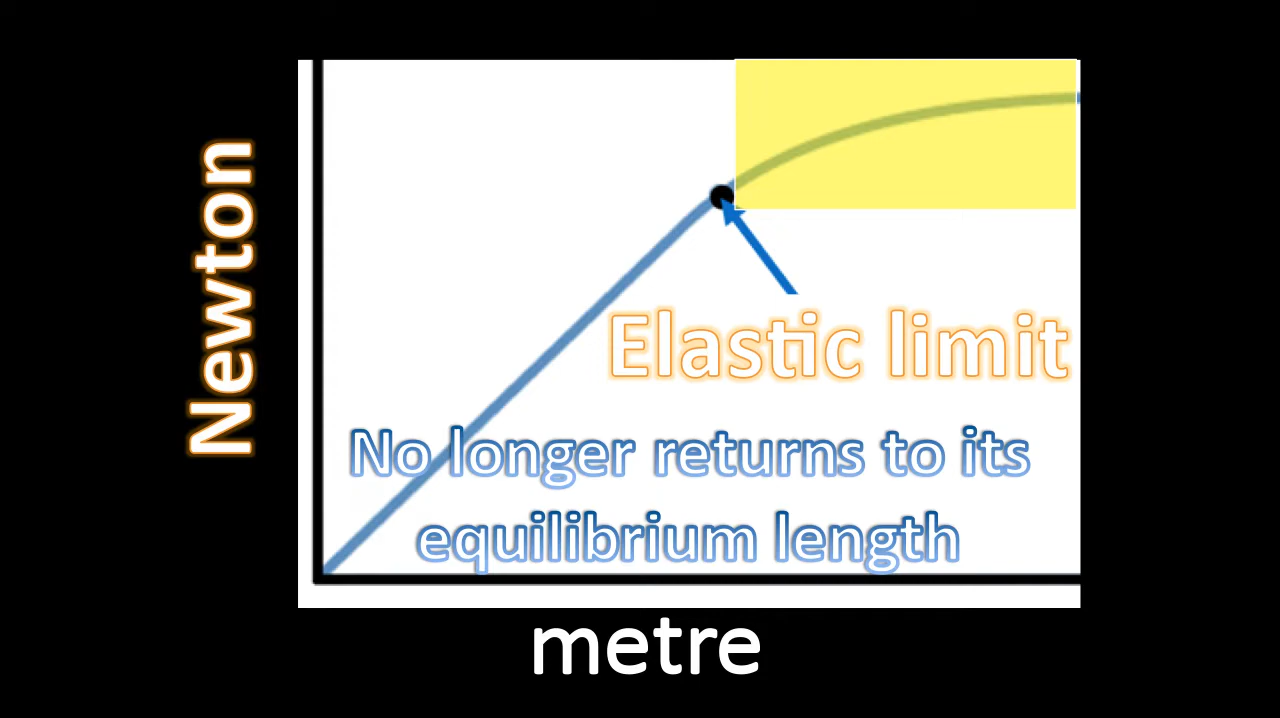 Newton
Elastic limit
No longer returns to its
equilibrium length
metre